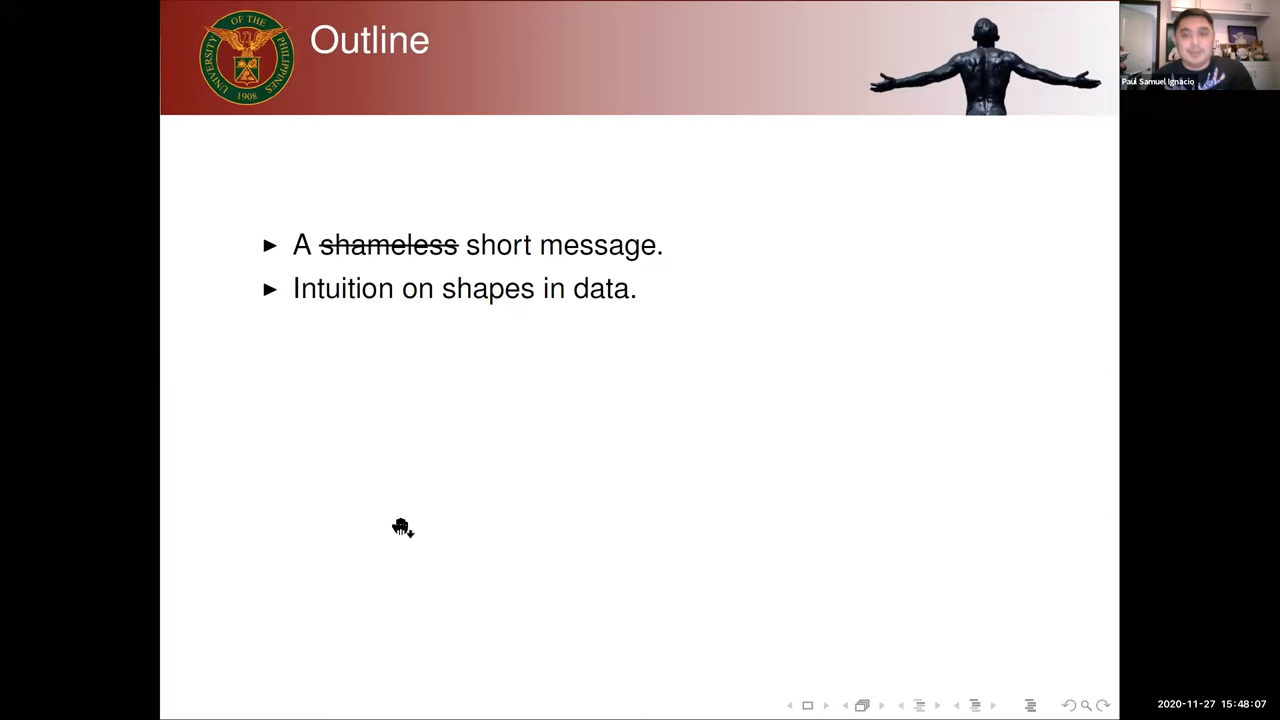 Outline
UNIVERSITY OF THE PHILIPPINES
1908
Paul Samuel Ignacio
A ~~shameless~~ short message.
Intuition on shapes in data.
2020-11-27 15:48:07